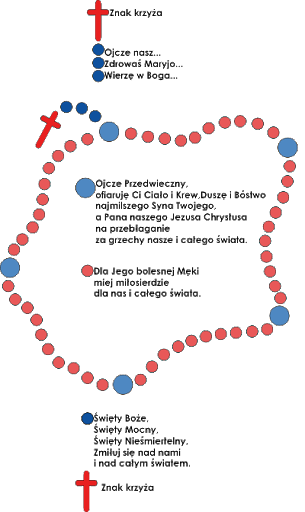 Znak krzyża
Ojcze nasz...
Zdrowaś Maryjo...
Wierzę w Boga...
Ojcze Przedwieczny,
ofiaruję Ci Ciało i Krew,Duszę i Bóstwo
najmilszego Syna Twojego,
a Pana naszego Jezusa Chrystusa
na przebłaganie
za grzechy nasze i całego świata.
Dla Jego bolesnej Męki
miej miłosierdzie
dla nas i całego świata.
Święty Boże,
Święty Mocny,
Święty Nieśmiertelny,
Zmiłuj się nad nami
i nad całym światem.
Znak krzyża